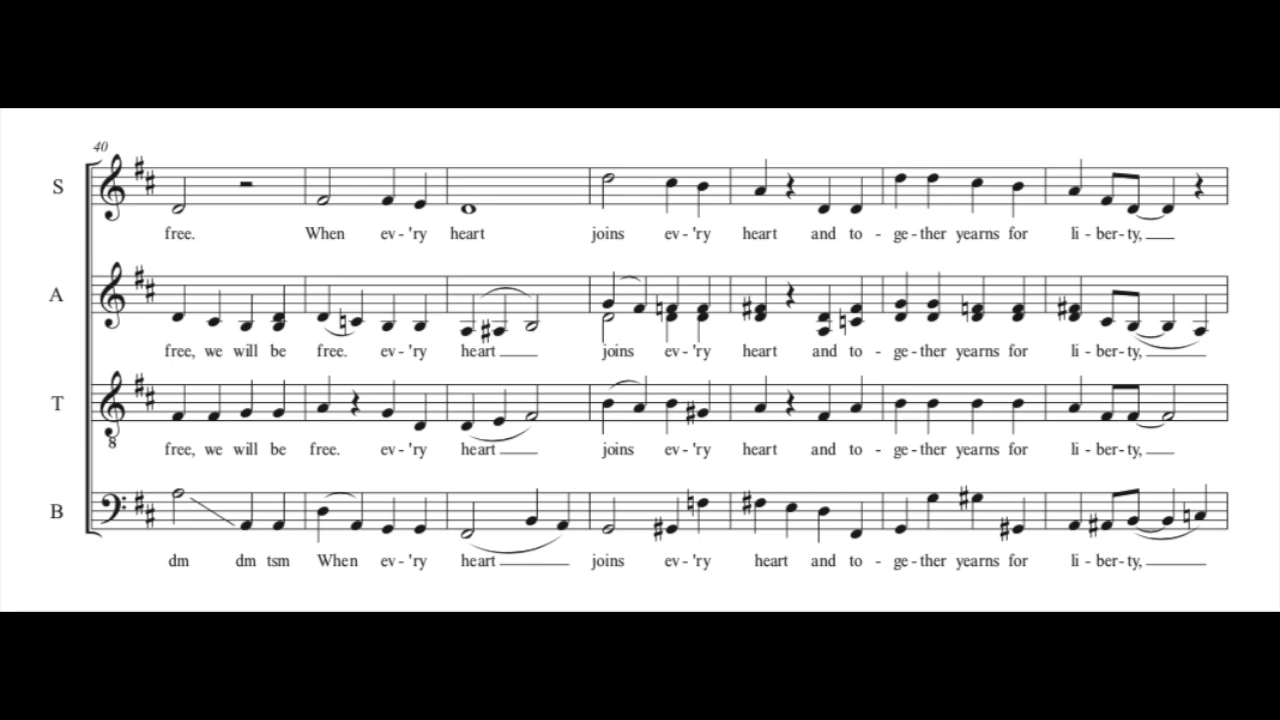 40
S
free. When ev - 'ry heart joins ev - 'ry heart and to - ge - ther yearns for li - ber - ty,
A
free, we will be free. ev - 'ry heart joins ev - 'ry heart and to - ge - ther yearns for li - ber - ty,
T
8
free, we will be free. ev - 'ry heart joins ev - 'ry heart and to - ge - ther yearns for li - ber - ty,
B
dm dm tsm When ev - 'ry heart joins ev - 'ry heart and to - ge - ther yearns for li - ber - ty,